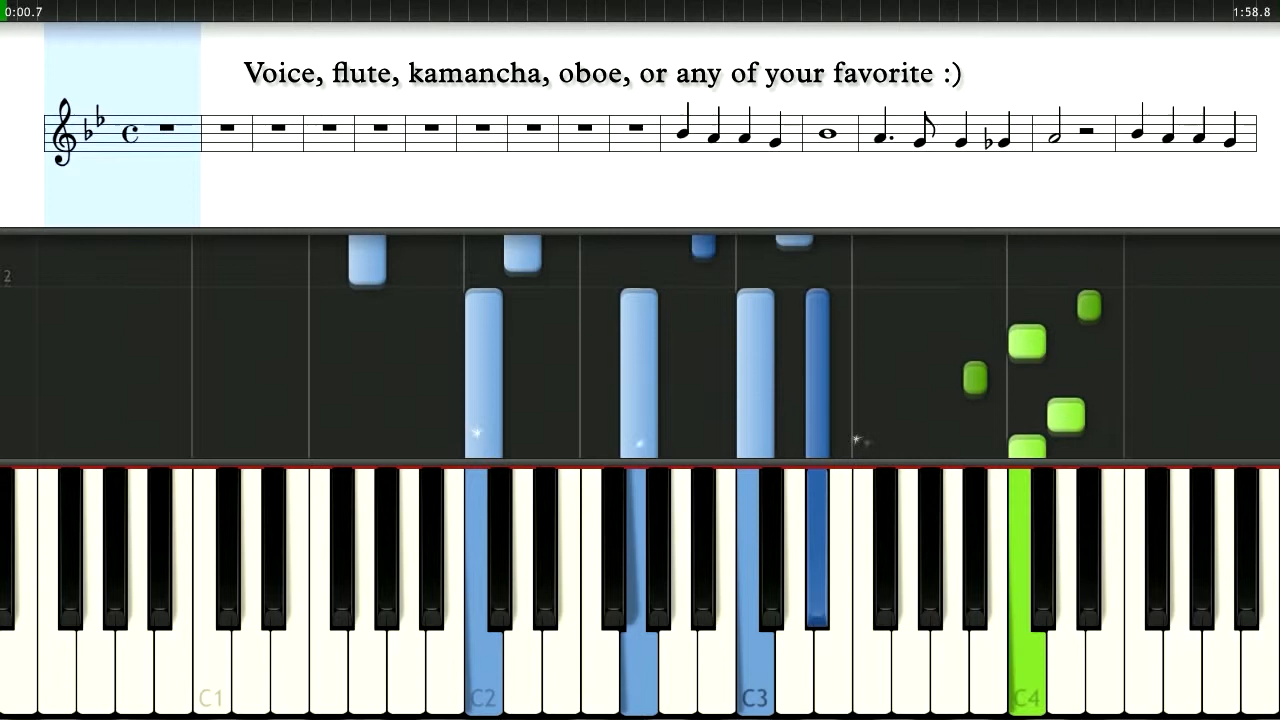 0:00.7 1:58.8
Voice, flute, kamancha, oboe, or any of your favorite :)
2
C1 C2 C3 C4